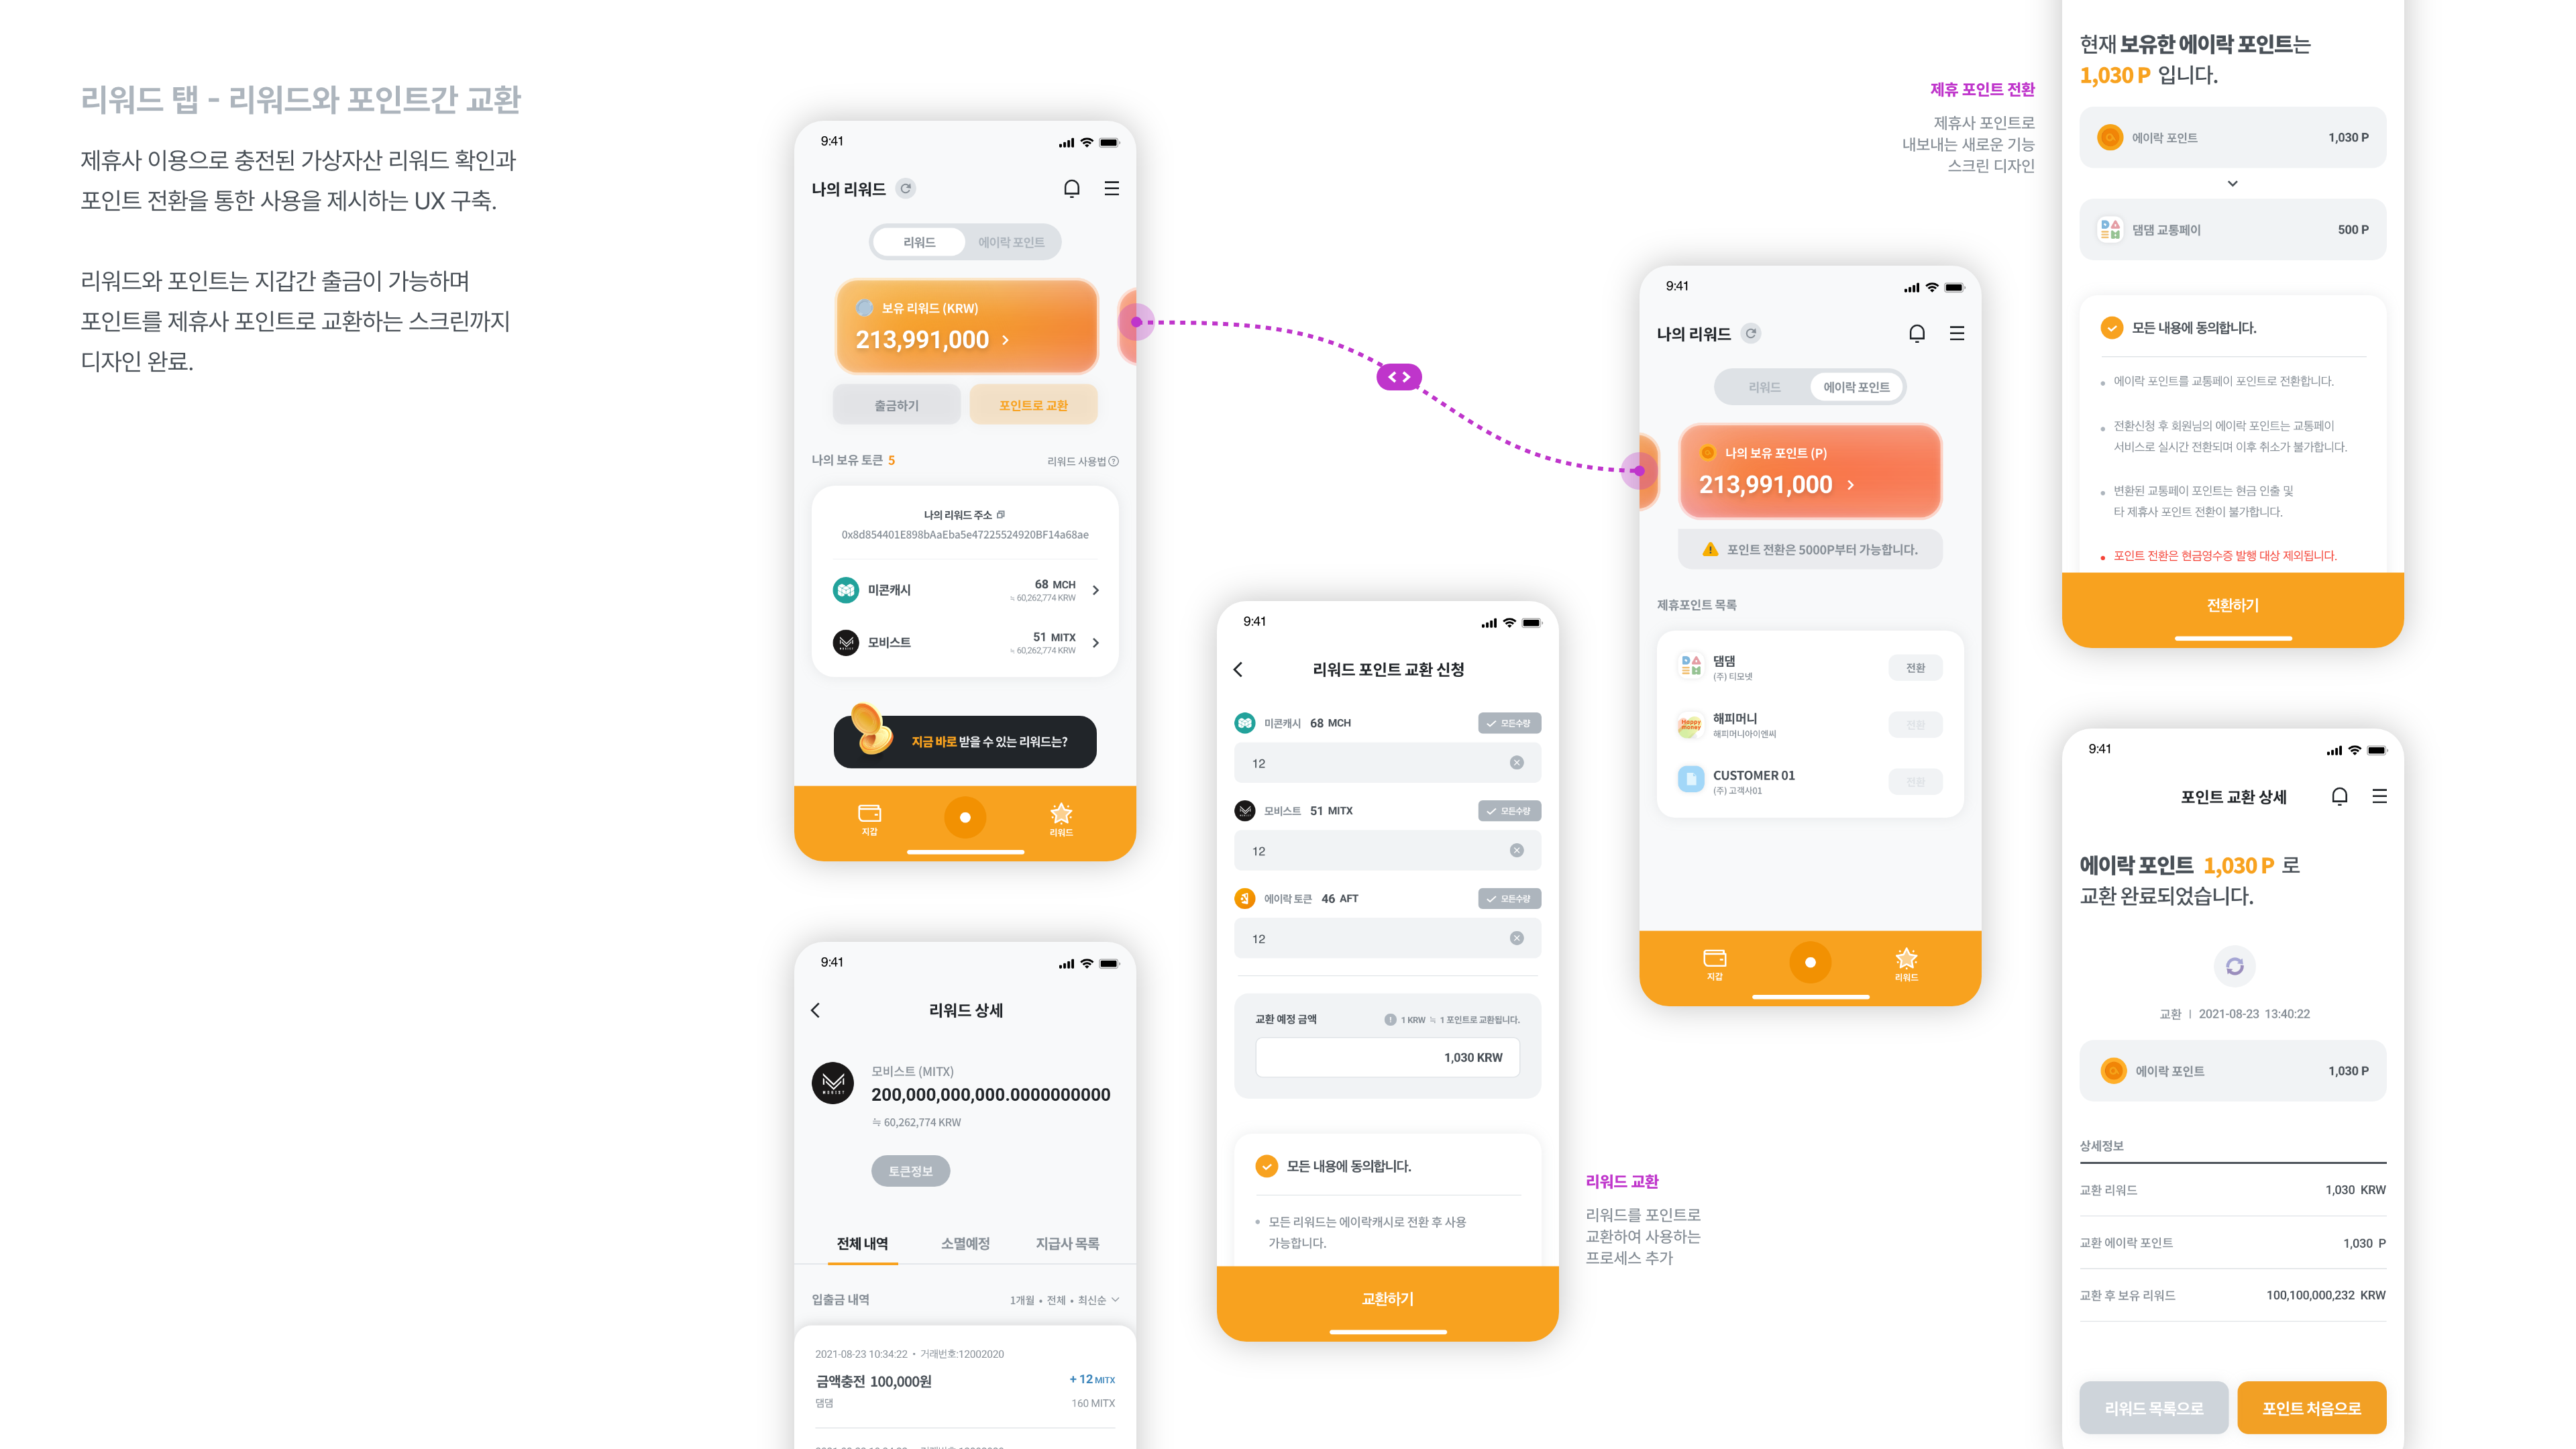 리워드 탭 - 리워드와 포인트간 교환
제휴사 이용으로 충전된 가상자산 리워드 확인과
포인트 전환을 통한 사용을 제시하는 UX 구축.
리워드와 포인트는 지갑간 출금이 가능하며
포인트를 제휴사 포인트로 교환하는 스크린까지
디자인 완료.
9:41
나의 리워드
리워드 에이락 포인트
보유 리워드 (KRW)
213,991,000
출금하기 포인트로 교환
나의 보유 토큰 5 리워드 사용법
나의 리워드 주소
0x8d854401E898bAaEba5e47225524920BF14a68ae
미콘캐시 68 MCH
≒ 60,262,774 KRW
모비스트 51 MITX
≒ 60,262,774 KRW
지금 바로 받을 수 있는 리워드는?
지갑 리워드
9:41
리워드 상세
모비스트 (MITX)
200,000,000,000.0000000000
≒ 60,262,774 KRW
토큰정보
전체 내역 소멸예정 지급사 목록
입출금 내역 1개월 • 전체 • 최신순
2021-08-23 10:34:22 • 거래번호:12002020
금액충전 100,000원 + 12 MITX
댐댐 160 MITX
9:41
리워드 포인트 교환 신청
미콘캐시 68 MCH 모든수량
12
모비스트 51 MITX 모든수량
12
에이락 토큰 46 AFT 모든수량
12
교환 예정 금액 1 KRW ≒ 1 포인트로 교환됩니다.
1,030 KRW
모든 내용에 동의합니다.
• 모든 리워드는 에이락캐시로 전환 후 사용
가능합니다.
교환하기
리워드 교환
리워드를 포인트로
교환하여 사용하는
프로세스 추가
제휴 포인트 전환
제휴사 포인트로
내보내는 새로운 기능
스크린 디자인
9:41
나의 리워드
리워드 에이락 포인트
나의 보유 포인트 (P)
213,991,000
포인트 전환은 5000P부터 가능합니다.
제휴포인트 목록
댐댐 전환
(주) 티모넷
해피머니 전환
해피머니아이엔씨
CUSTOMER 01 전환
(주) 고객사01
지갑 리워드
현재 보유한 에이락 포인트는
1,030 P 입니다.
에이락 포인트 1,030 P
댐댐 교통페이 500 P
모든 내용에 동의합니다.
• 에이락 포인트를 교통페이 포인트로 전환합니다.
• 전환신청 후 회원님의 에이락 포인트는 교통페이
서비스로 실시간 전환되며 이후 취소가 불가합니다.
• 변환된 교통페이 포인트는 현금 인출 및
타 제휴사 포인트 전환이 불가합니다.
• 포인트 전환은 현금영수증 발행 대상 제외됩니다.
전환하기
9:41
포인트 교환 상세
에이락 포인트 1,030 P 로
교환 완료되었습니다.
교환 | 2021-08-23 13:40:22
에이락 포인트 1,030 P
상세정보
교환 리워드 1,030 KRW
교환 에이락 포인트 1,030 P
교환 후 보유 리워드 100,100,000,232 KRW
리워드 목록으로 포인트 처음으로